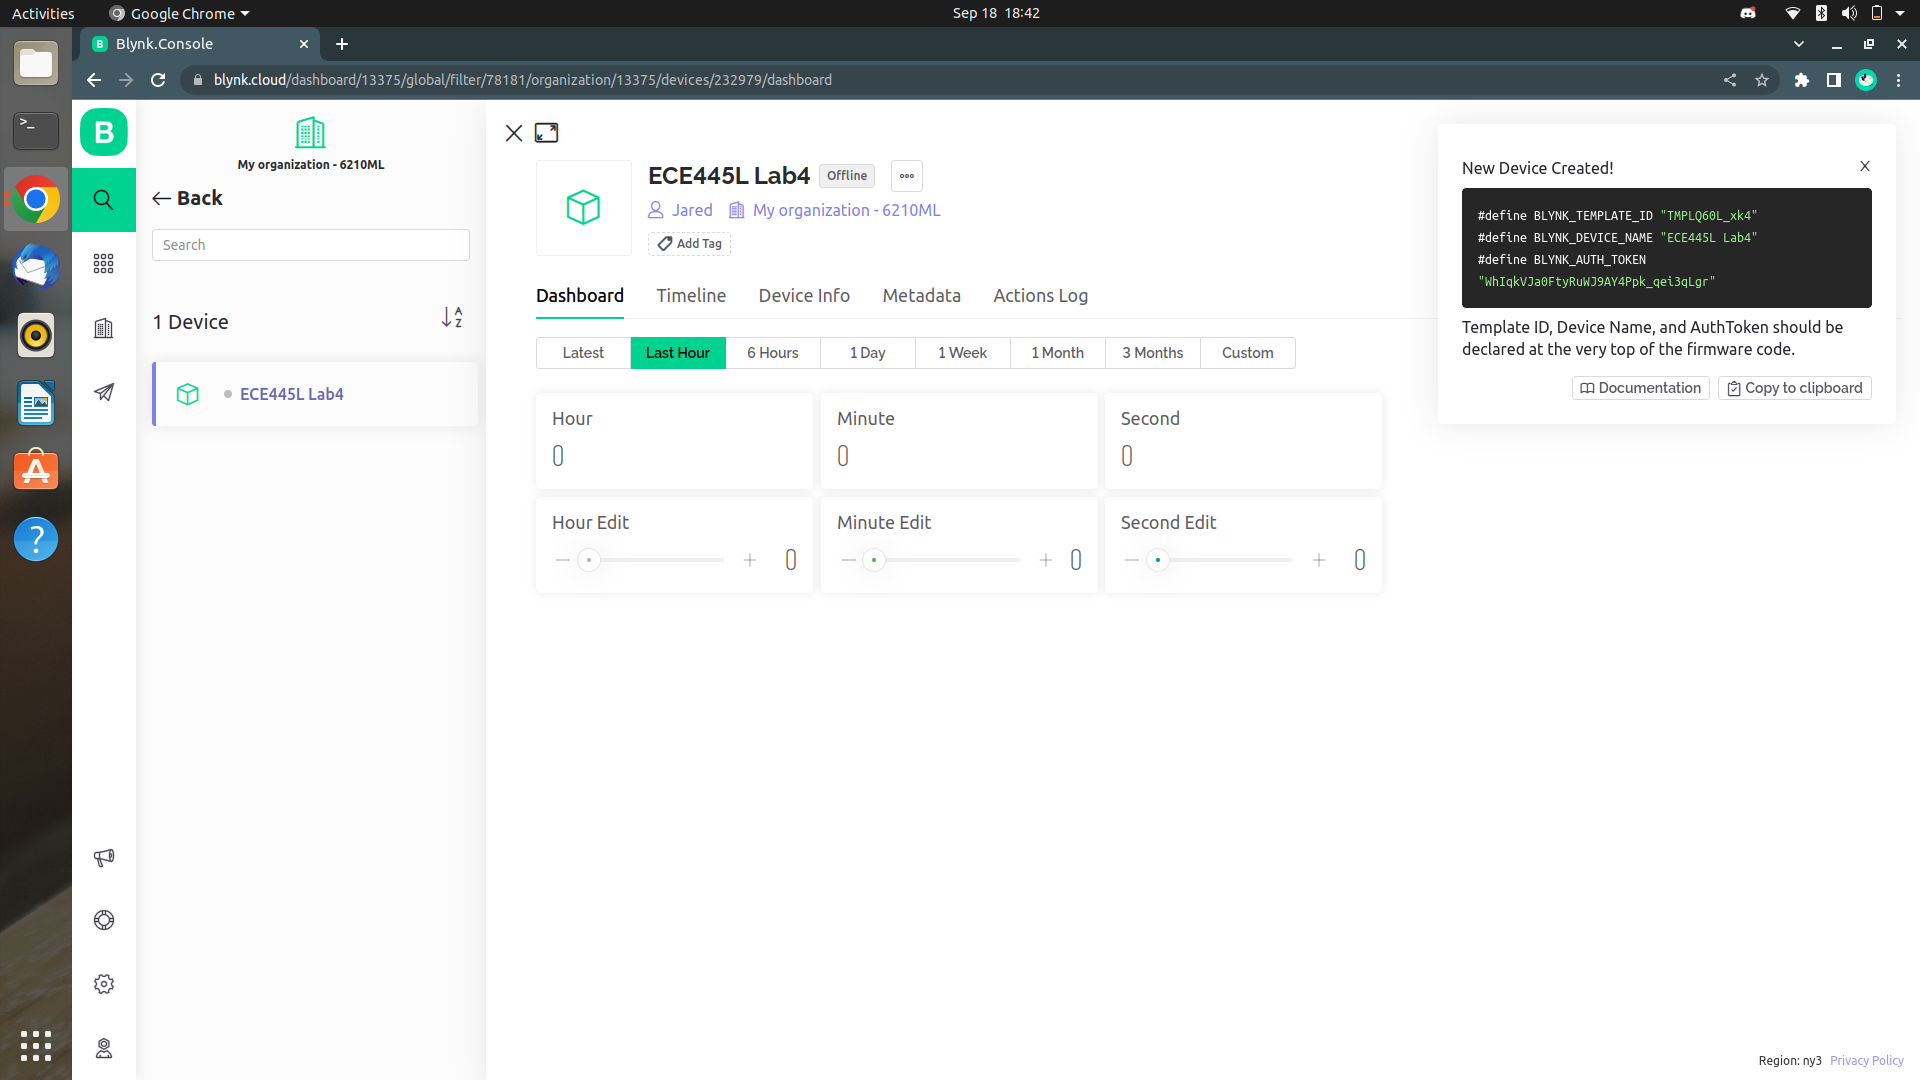 Activities
Google Chrome
Sep 18 18:42
B Blynk.Console
blynk.cloud/dashboard/13375/global/filter/78181/organization/13375/devices/232979/dashboard
B
My organization - 6210ML
Back
Search
1 Device
A
Z
ECE445L Lab4
ECE445L Lab4
Offline
Jared
My organization - 6210ML
Add Tag
Dashboard Timeline Device Info Metadata Actions Log
Latest Last Hour 6 Hours 1 Day 1 Week 1 Month 3 Months Custom
Hour
0
Minute
0
Second
0
Hour Edit
0
Minute Edit
0
Second Edit
0
New Device Created!
#define BLYNK_TEMPLATE_ID "TMPLQ60L_xk4"
#define BLYNK_DEVICE_NAME "ECE445L Lab4"
#define BLYNK_AUTH_TOKEN
"WhIqkVJa0FtyRuWJ9AY4Ppk_qei3qLgr"
Template ID, Device Name, and AuthToken should be
declared at the very top of the firmware code.
Documentation
Copy to clipboard
Region: ny3 Privacy Policy